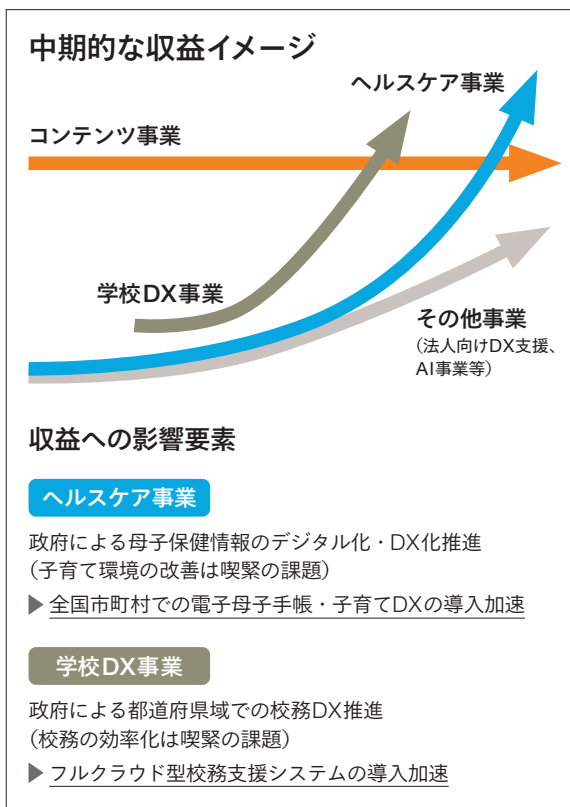 中期的な収益イメージ
ヘルスケア事業
コンテンツ事業
学校DX事業
その他事業
(法人向けDX支援、
AI事業等)
収益への影響要素
ヘルスケア事業
政府による母子保健情報のデジタル化・DX化推進
(子育て環境の改善は喫緊の課題)
▶ 全国市町村での電子母子手帳・子育てDXの導入加速
学校DX事業
政府による都道府県域での校務DX推進
(校務の効率化は喫緊の課題)
▶ フルクラウド型校務支援システムの導入加速